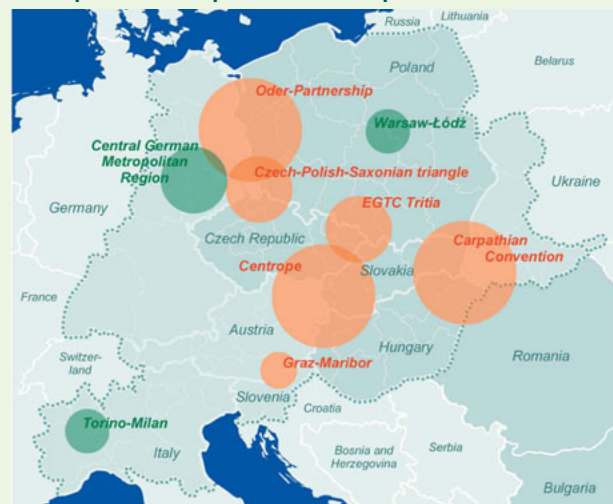 Russia
Lithuania
Poland
Belarus
Oder-Partnership
Warsaw-Łódź
Central German
Metropolitan
Region
Czech-Polish-Saxonian triangle
Ukraine
Germany
EGTC Tritia
Czech Republic
Carpathian
Convention
Centrope
Slovakia
France
Austria
Hungary
Switzer-
land
Graz-Maribor
Romania
Slovenia
Croatia
Torino-Milan
Italy
Bosnia and
Herzegovina
Serbia
Bulgaria